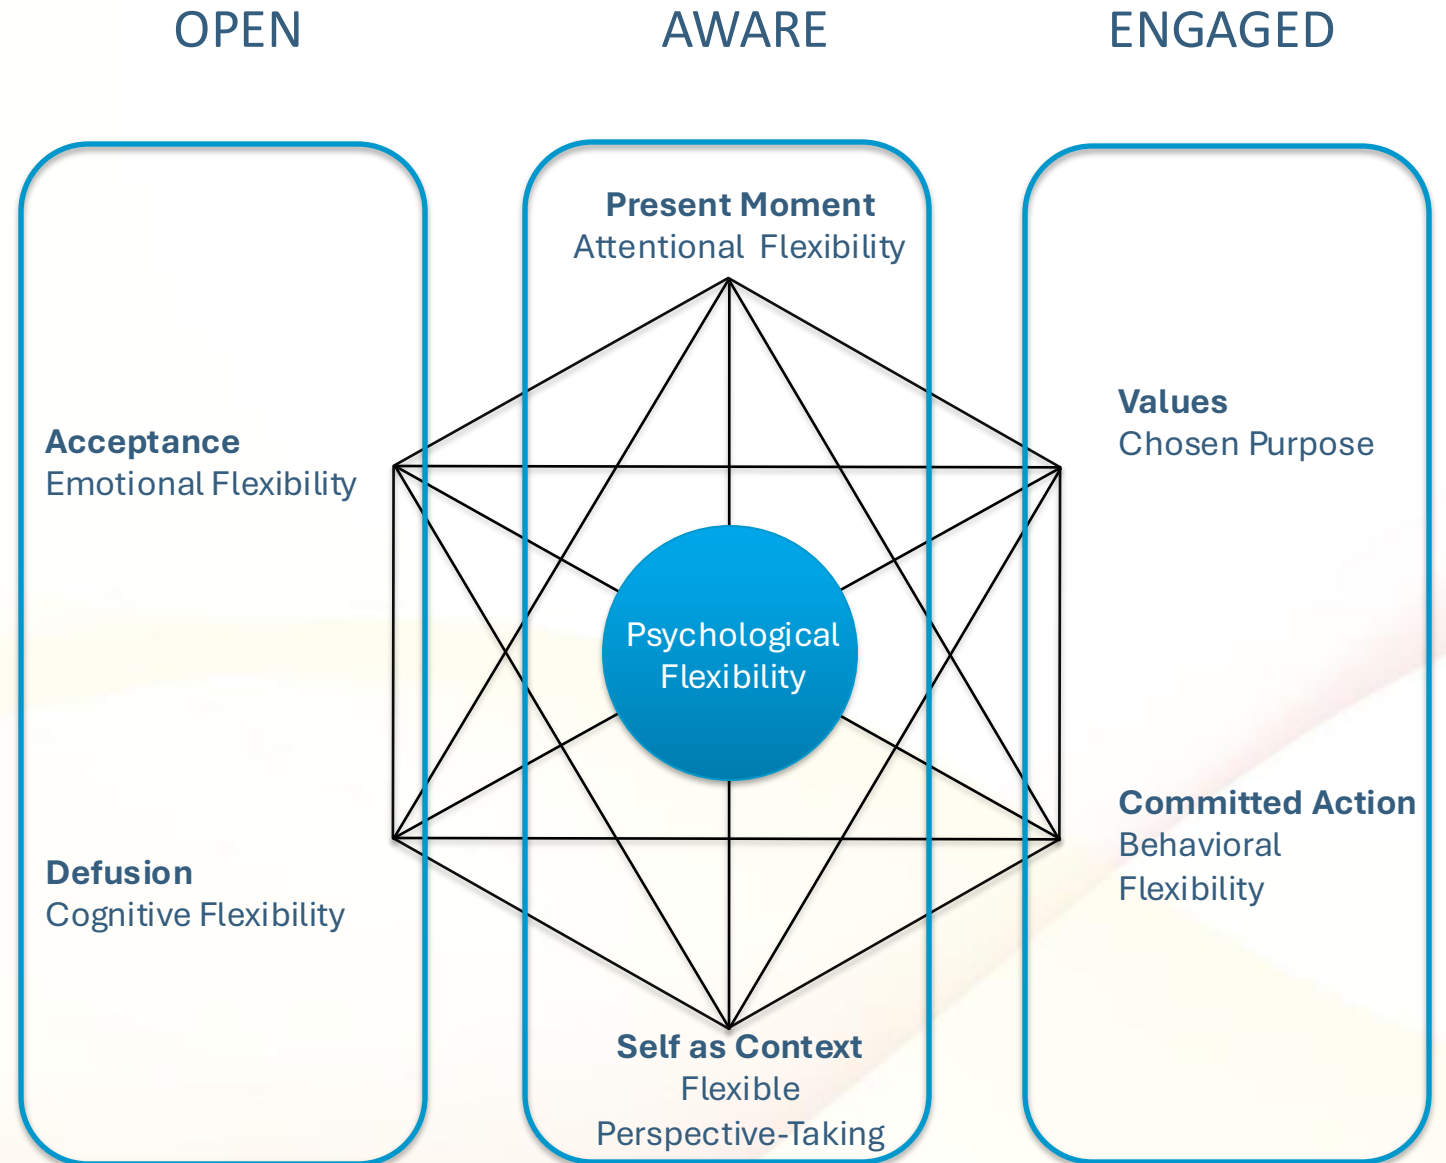 OPEN
AWARE
ENGAGED
Present Moment
Attentional Flexibility
Acceptance
Emotional Flexibility
Values
Chosen Purpose
Psychological
Flexibility
Defusion
Cognitive Flexibility
Committed Action
Behavioral
Flexibility
Self as Context
Flexible
Perspective-Taking